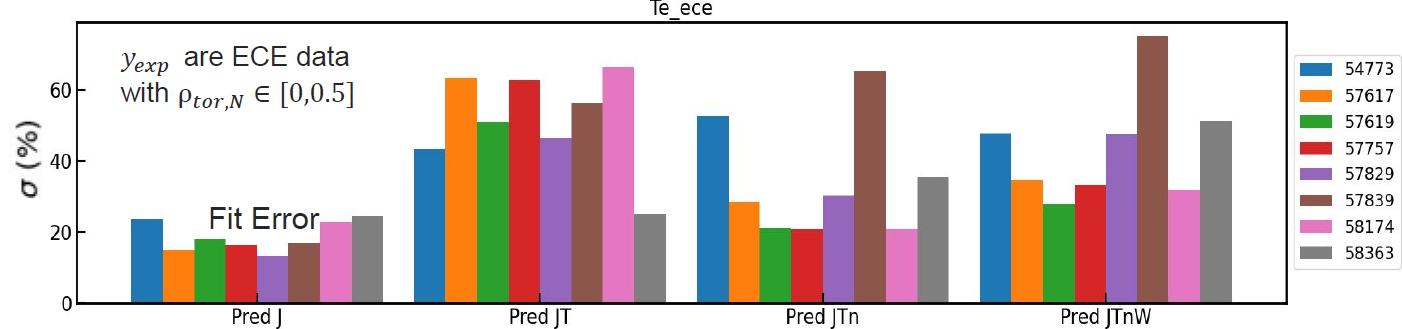 Te_ece
y_exp are ECE data
with ρ_tor,N ∈ [0,0.5]
Fit Error
σ (%)
60
40
20
0
Pred J
Pred JT
Pred JTn
Pred JTnW
54773
57617
57619
57757
57829
57839
58174
58363